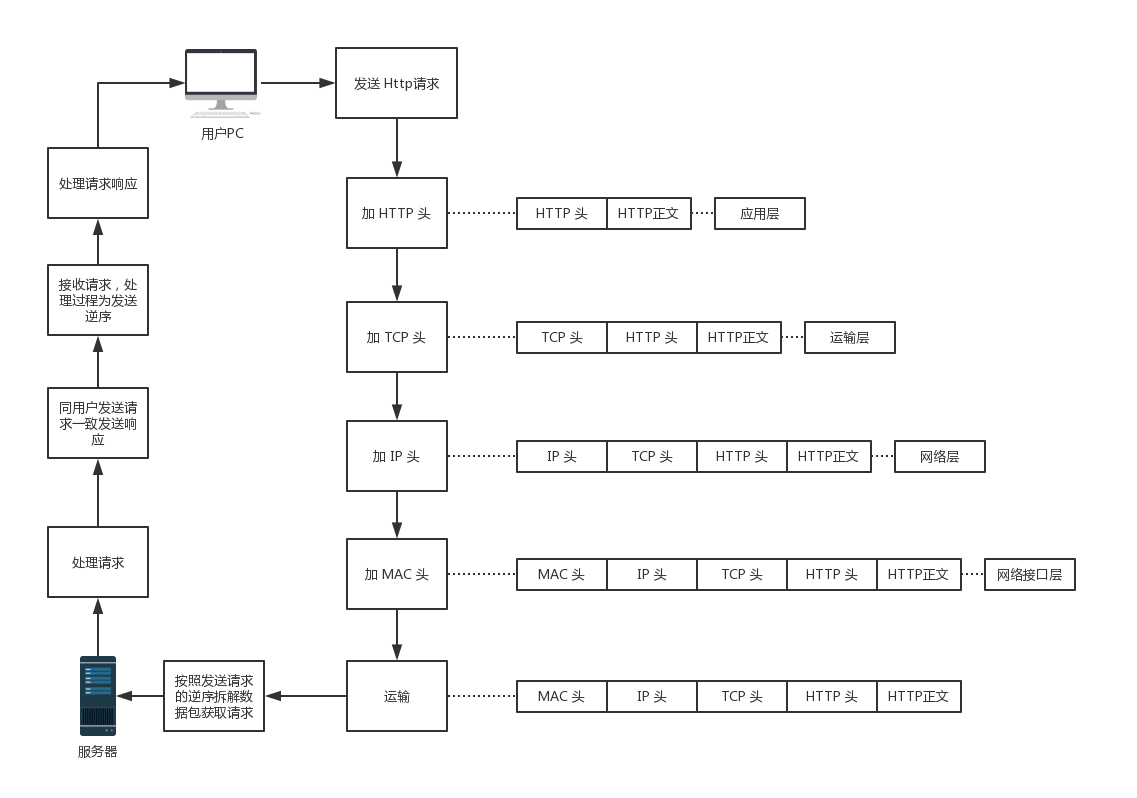 发送 Http请求
用户PC
处理请求响应
加 HTTP 头
HTTP 头
HTTP正文
应用层
接收请求，处
理过程为发送
逆序
加 TCP 头
TCP 头
HTTP 头
HTTP正文
运输层
同用户发送请
求一致发送响
应
加 IP 头
IP 头
TCP 头
HTTP 头
HTTP正文
网络层
处理请求
加 MAC 头
MAC 头
IP 头
TCP 头
HTTP 头
HTTP正文
网络接口层
按照发送请求
的逆序拆解数
据包获取请求
运输
MAC 头
IP 头
TCP 头
HTTP 头
HTTP正文
服务器